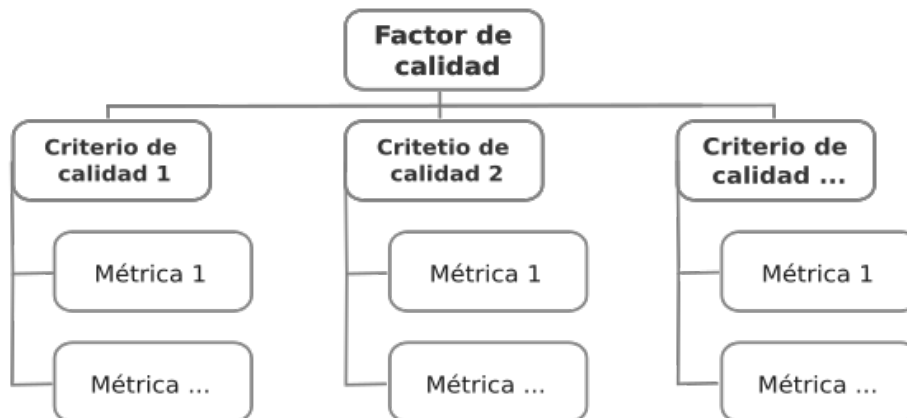 Factor de
calidad
Criterio de
calidad 1
Critetio de
calidad 2
Criterio de
calidad ...
Métrica 1
Métrica 1
Métrica 1
Métrica ...
Métrica ...
Métrica ...